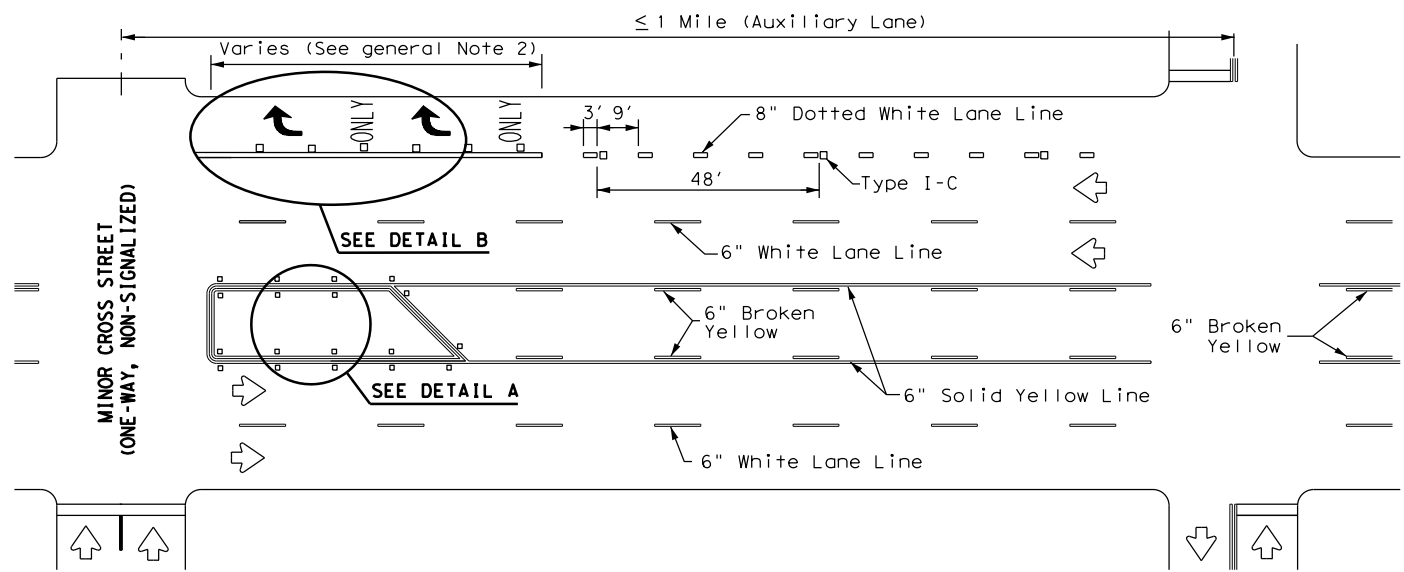 ≤ 1 Mile (Auxiliary Lane)
Varies (See general Note 2)
ONLY
ONLY
3' 9'
8" Dotted White Lane Line
48'
Type I-C
SEE DETAIL B
6" White Lane Line
MINOR CROSS STREET
(ONE-WAY, NON-SIGNALIZED)
6" Broken
Yellow
6" Broken
Yellow
SEE DETAIL A
6" Solid Yellow Line
6" White Lane Line